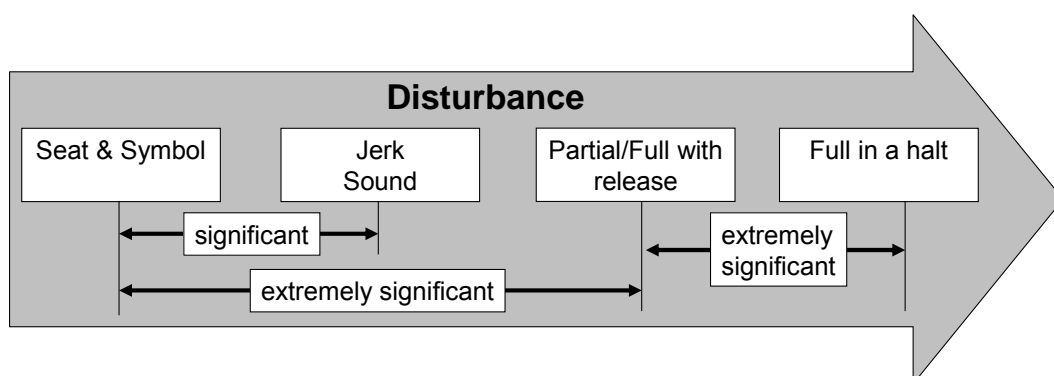 Disturbance
Seat & Symbol
Jerk
Sound
Partial/Full with
release
Full in a halt
significant
extremely
significant
extremely significant